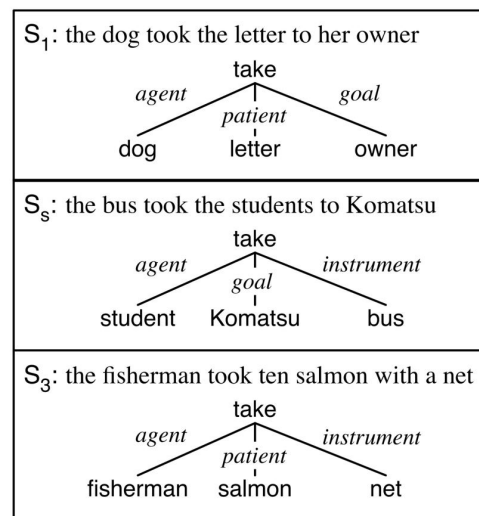 S1: the dog took the letter to her owner
take
agent goal
patient
dog letter owner
Ss: the bus took the students to Komatsu
take
agent instrument
goal
student Komatsu bus
S3: the fisherman took ten salmon with a net
take
agent instrument
patient
fisherman salmon net